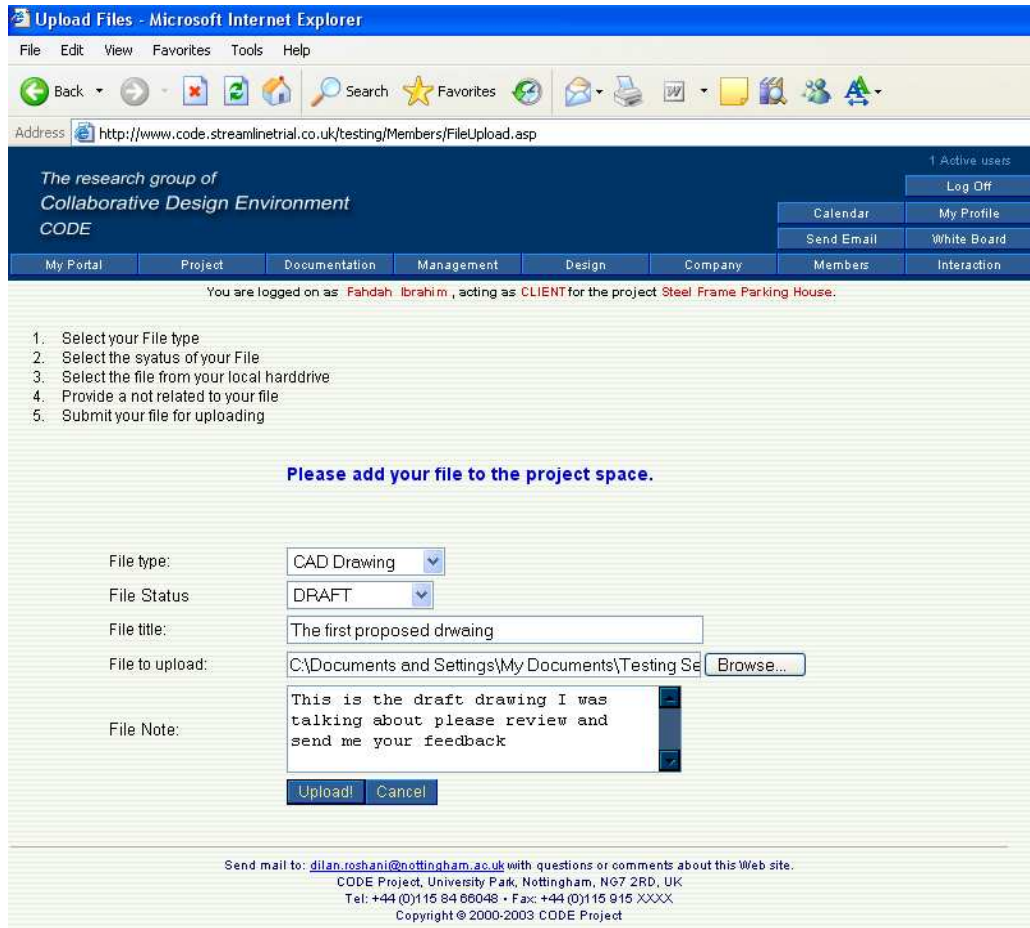 Upload Files - Microsoft Internet Explorer
File Edit View Favorites Tools Help
Back Search Favorites
Address http://www.code.streamlinetrial.co.uk/testing/Members/FileUpload.asp
1 Active users
The research group of
Collaborative Design Environment
CODE
Log Off
Calendar My Profile
Send Email White Board
My Portal Project Documentation Management Design Company Members Interaction
You are logged on as Fahdah Ibrahim , acting as CLIENT for the project Steel Frame Parking House.
1. Select your File type
2. Select the syatus of your File
3. Select the file from your local harddrive
4. Provide a not related to your file
5. Submit your file for uploading
Please add your file to the project space.
File type: CAD Drawing
File Status DRAFT
File title: The first proposed drwaing
File to upload: C:\Documents and Settings\My Documents\Testing Se Browse...
File Note:
This is the draft drawing I was
talking about please review and
send me your feedback
Upload! Cancel
Send mail to: dilan.roshani@nottingham.ac.uk with questions or comments about this Web site.
CODE Project, University Park, Nottingham, NG7 2RD, UK
Tel: +44 (0)115 84 66048 • Fax: +44 (0)115 915 XXXX
Copyright © 2000-2003 CODE Project